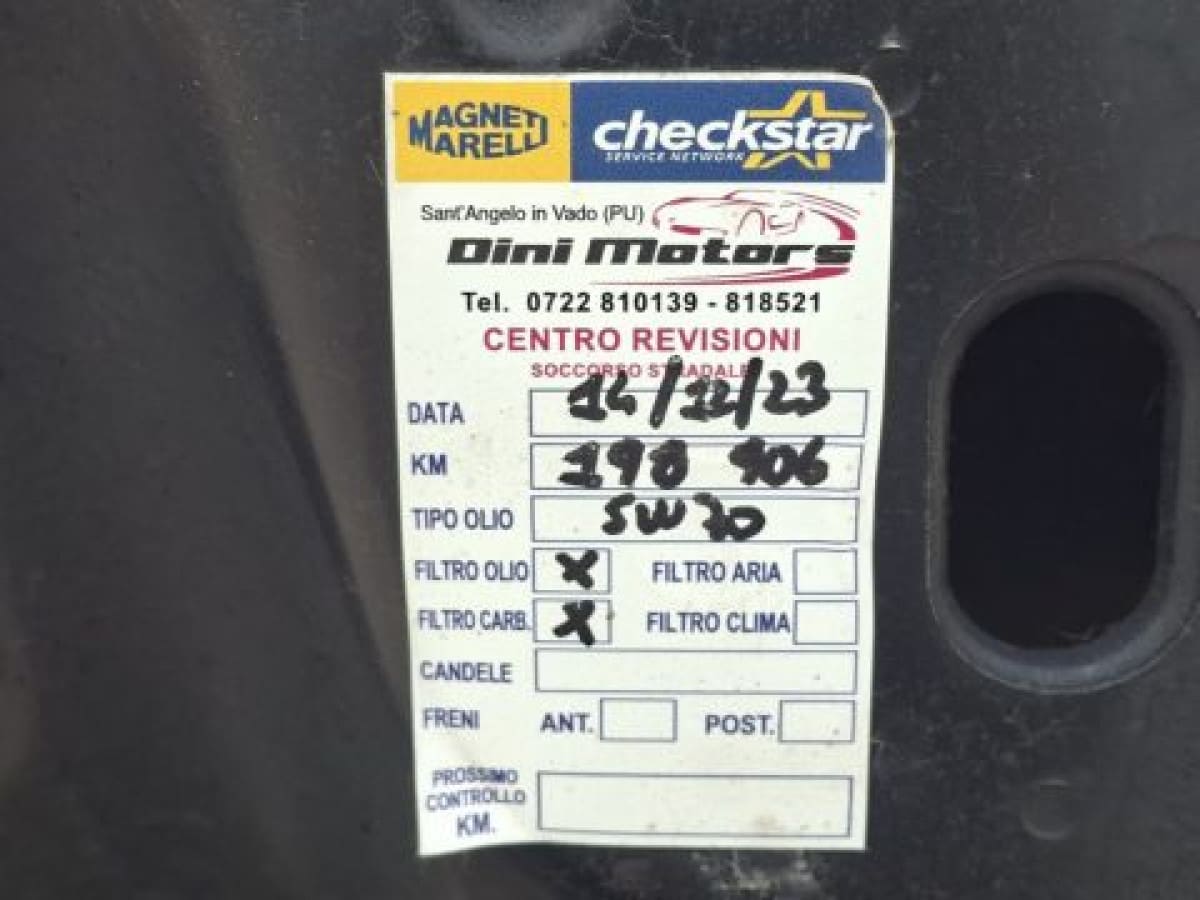 MAGNETI MARELLI
checkstar
SERVICE NETWORK
Sant'Angelo in Vado (PU)
Dini Motors
Tel. 0722 810139 - 818521
CENTRO REVISIONI
SOCCORSO STRADALE
DATA 14/12/23
KM 198 906
TIPO OLIO 5W30
FILTRO OLIO X FILTRO ARIA
FILTRO CARB. X FILTRO CLIMA
CANDELE
FRENI ANT. POST.
PROSSIMO
CONTROLLO
KM.